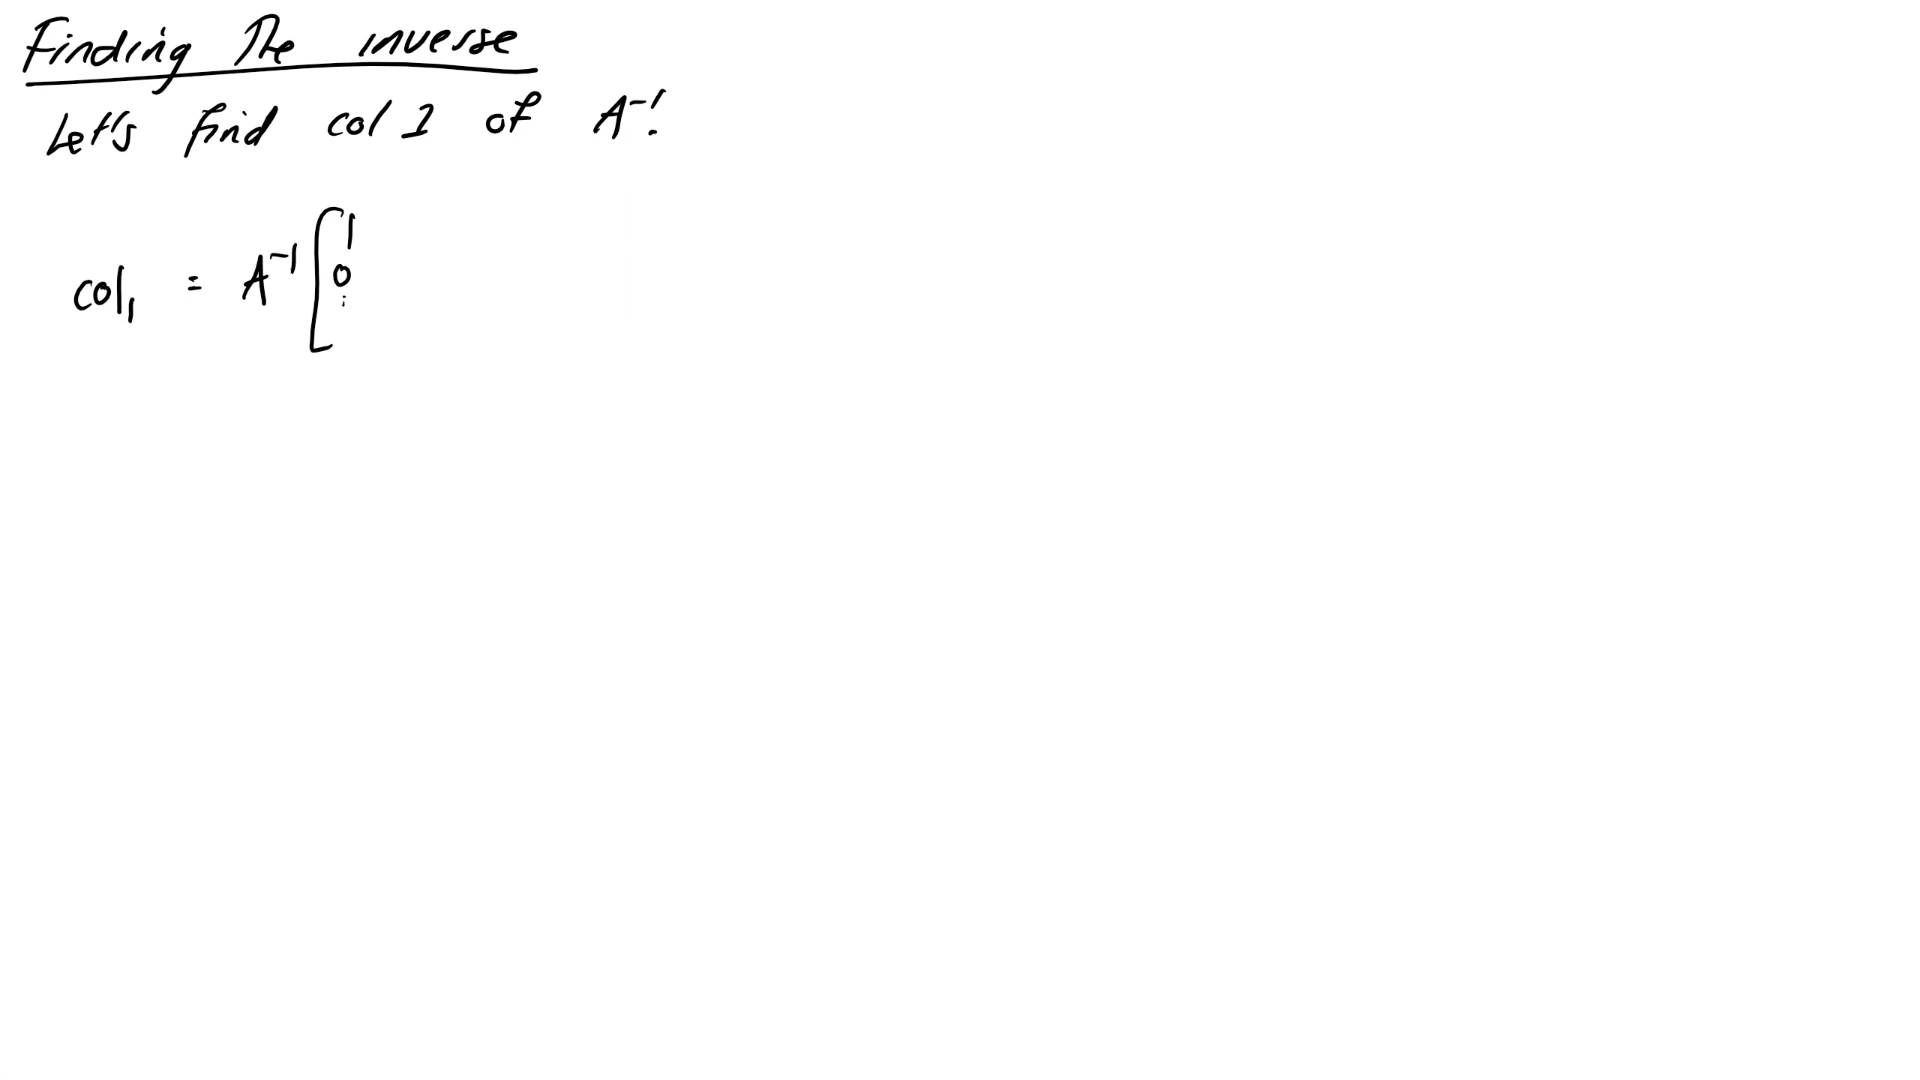 Finding The inverse
Let's find col 1 of A⁻¹.
col₁ = A⁻¹ [ 1
0
⋮